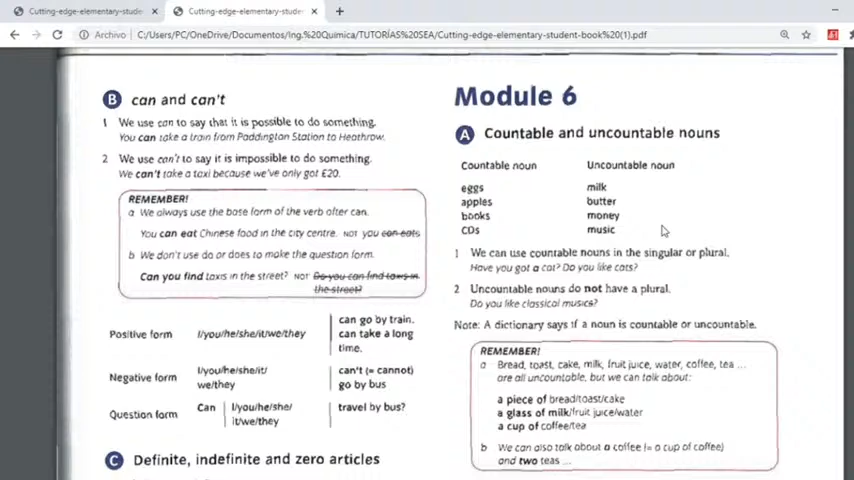 Cutting-edge-elementary-stude
Cutting-edge-elementary-stude
Archivo
C:/Users/PC/OneDrive/Documentos/Ing.%20Quimica/TUTORÍAS%20SEA/Cutting-edge-elementary-student-book%20(1).pdf
B can and can't
1 We use can to say that it is possible to do something.
You can take a train from Paddington Station to Heathrow.
2 We use can't to say it is impossible to do something.
We can't take a taxi because we've only got £20.
REMEMBER!
a We always use the base form of the verb after can.
You can eat Chinese food in the city centre. NOT you can eats
b We don't use do or does to make the question form.
Can you find taxis in the street? NOT Do you can find taxis in
the street?
Positive form
I/you/he/she/it/we/they
can go by train.
can take a long
time.
Negative form
I/you/he/she/it/
we/they
can't (= cannot)
go by bus
Question form
Can
I/you/he/she/
it/we/they
travel by bus?
C Definite, indefinite and zero articles
Module 6
A Countable and uncountable nouns
Countable noun
Uncountable noun
eggs
milk
apples
butter
books
money
CDs
music
1 We can use countable nouns in the singular or plural.
Have you got a cat? Do you like cats?
2 Uncountable nouns do not have a plural.
Do you like classical musics?
Note: A dictionary says if a noun is countable or uncountable.
REMEMBER!
a Bread, toast, cake, milk, fruit juice, water, coffee, tea ...
are all uncountable, but we can talk about:
a piece of bread/toast/cake
a glass of milk/fruit juice/water
a cup of coffee/tea
b We can also talk about a coffee (= a cup of coffee)
and two teas ...